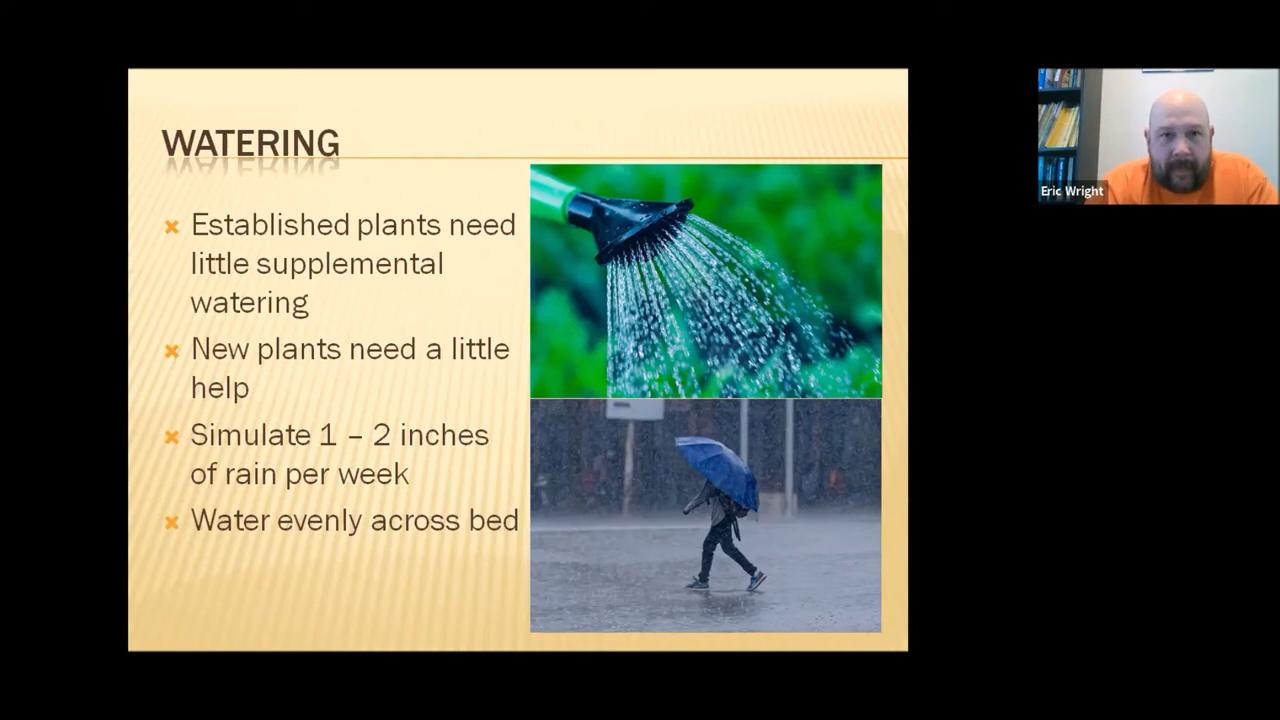 WATERING
Established plants need
little supplemental
watering
New plants need a little
help
Simulate 1 – 2 inches
of rain per week
Water evenly across bed
Eric Wright